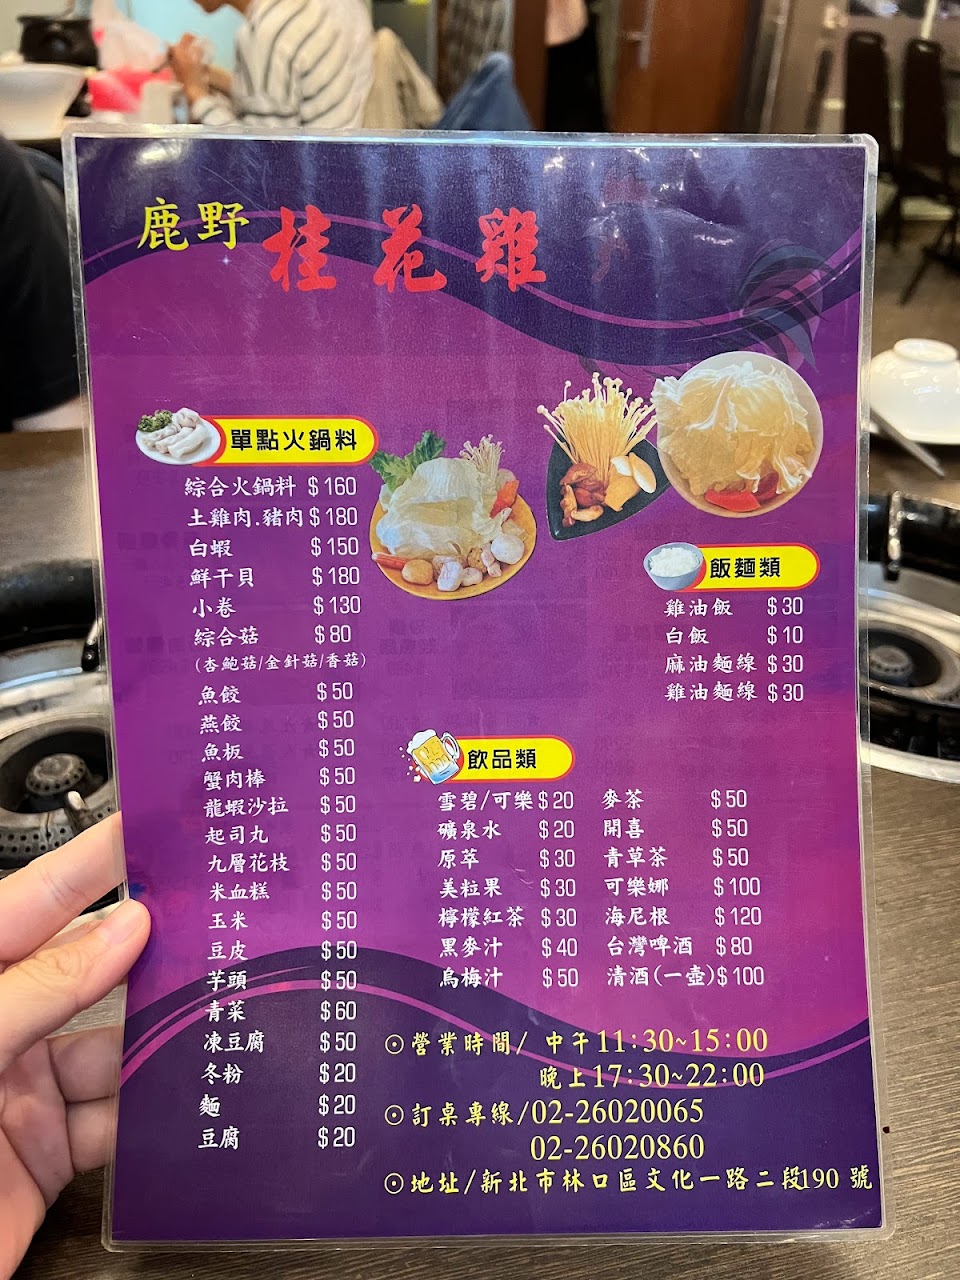 鹿野 桂花雞
單點火鍋料
綜合火鍋料 $160
土雞肉.豬肉 $180
白蝦 $150
鮮干貝 $180
小卷 $130
綜合菇 $80
(杏鮑菇/金針菇/香菇)
魚餃 $50
燕餃 $50
魚板 $50
蟹肉棒 $50
龍蝦沙拉 $50
起司丸 $50
九層花枝 $50
米血糕 $50
玉米 $50
豆皮 $50
芋頭 $50
青菜 $60
凍豆腐 $50
冬粉 $20
麵 $20
豆腐 $20
飯麵類
雞油飯 $30
白飯 $10
麻油麵線 $30
雞油麵線 $30
飲品類
雪碧/可樂 $20
礦泉水 $20
原萃 $30
美粒果 $30
檸檬紅茶 $30
黑麥汁 $40
烏梅汁 $50
麥茶 $50
開喜 $50
青草茶 $50
可樂娜 $100
海尼根 $120
台灣啤酒 $80
清酒(一壺) $100
⊙營業時間/ 中午11:30~15:00
晚上17:30~22:00
⊙訂桌專線/02-26020065
02-26020860
⊙地址/新北市林口區文化一路二段190 號